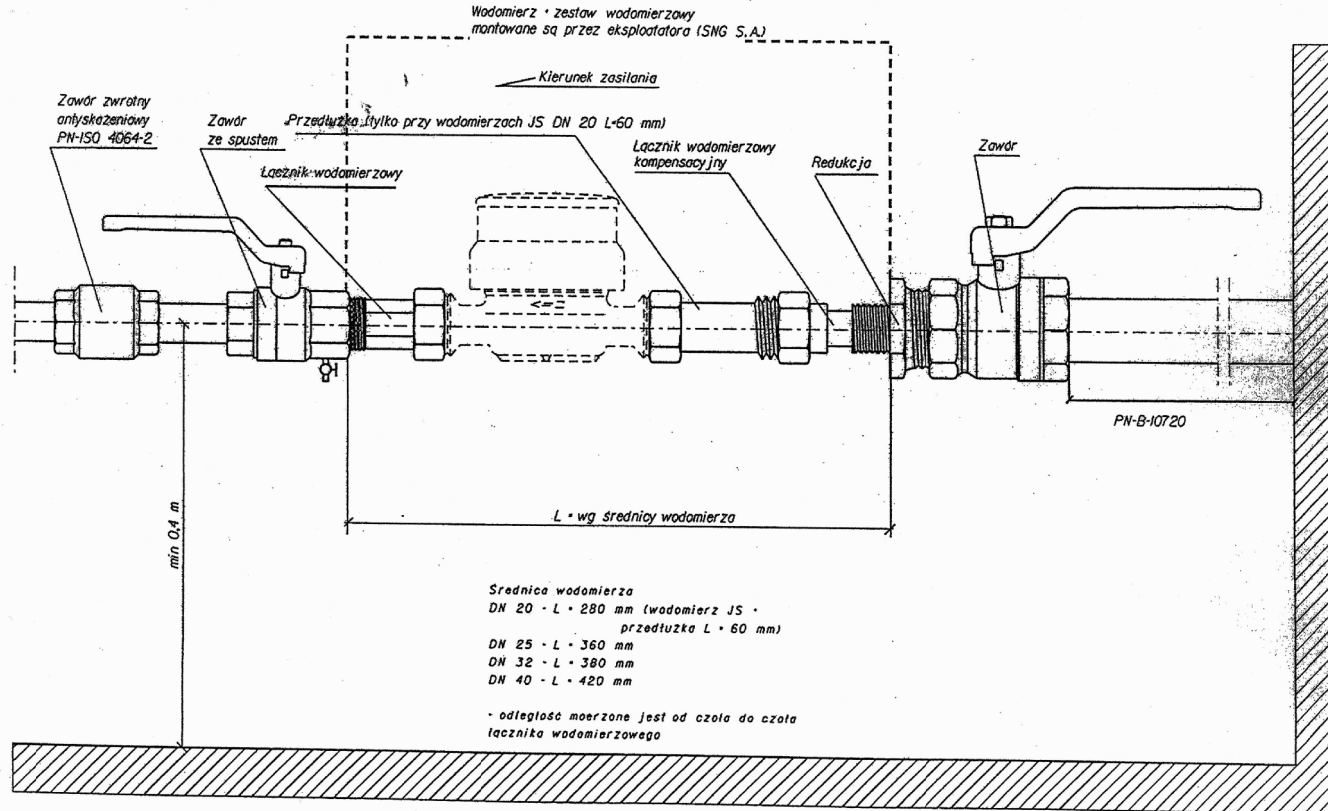 Wodomierz + zestaw wodomierzowy
montowane są przez eksploatatora (SNG S.A.)
Kierunek zasilania
Zawór zwrotny
antyskażeniowy
PN-ISO 4064-2
Zawór
ze spustem
Przedłużka (tylko przy wodomierzach JS DN 20 L=60 mm)
Łącznik wodomierzowy
Łącznik wodomierzowy
kompensacyjny
Redukcja
Zawór
PN-B-10720
L = wg średnicy wodomierza
min 0,4 m
Średnica wodomierza
DN 20 - L = 280 mm (wodomierz JS +
przedłużka L = 60 mm)
DN 25 - L = 360 mm
DN 32 - L = 380 mm
DN 40 - L = 420 mm
- odległość moerzone jest od czoła do czoła
łącznika wodomierzowego